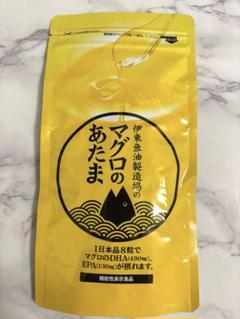 伊東魚油製造場の
マグロの
あたま
1日本品8粒で
マグロのDHA(490㎎)、
EPA(130㎎)が摂れます。
機能性表示食品